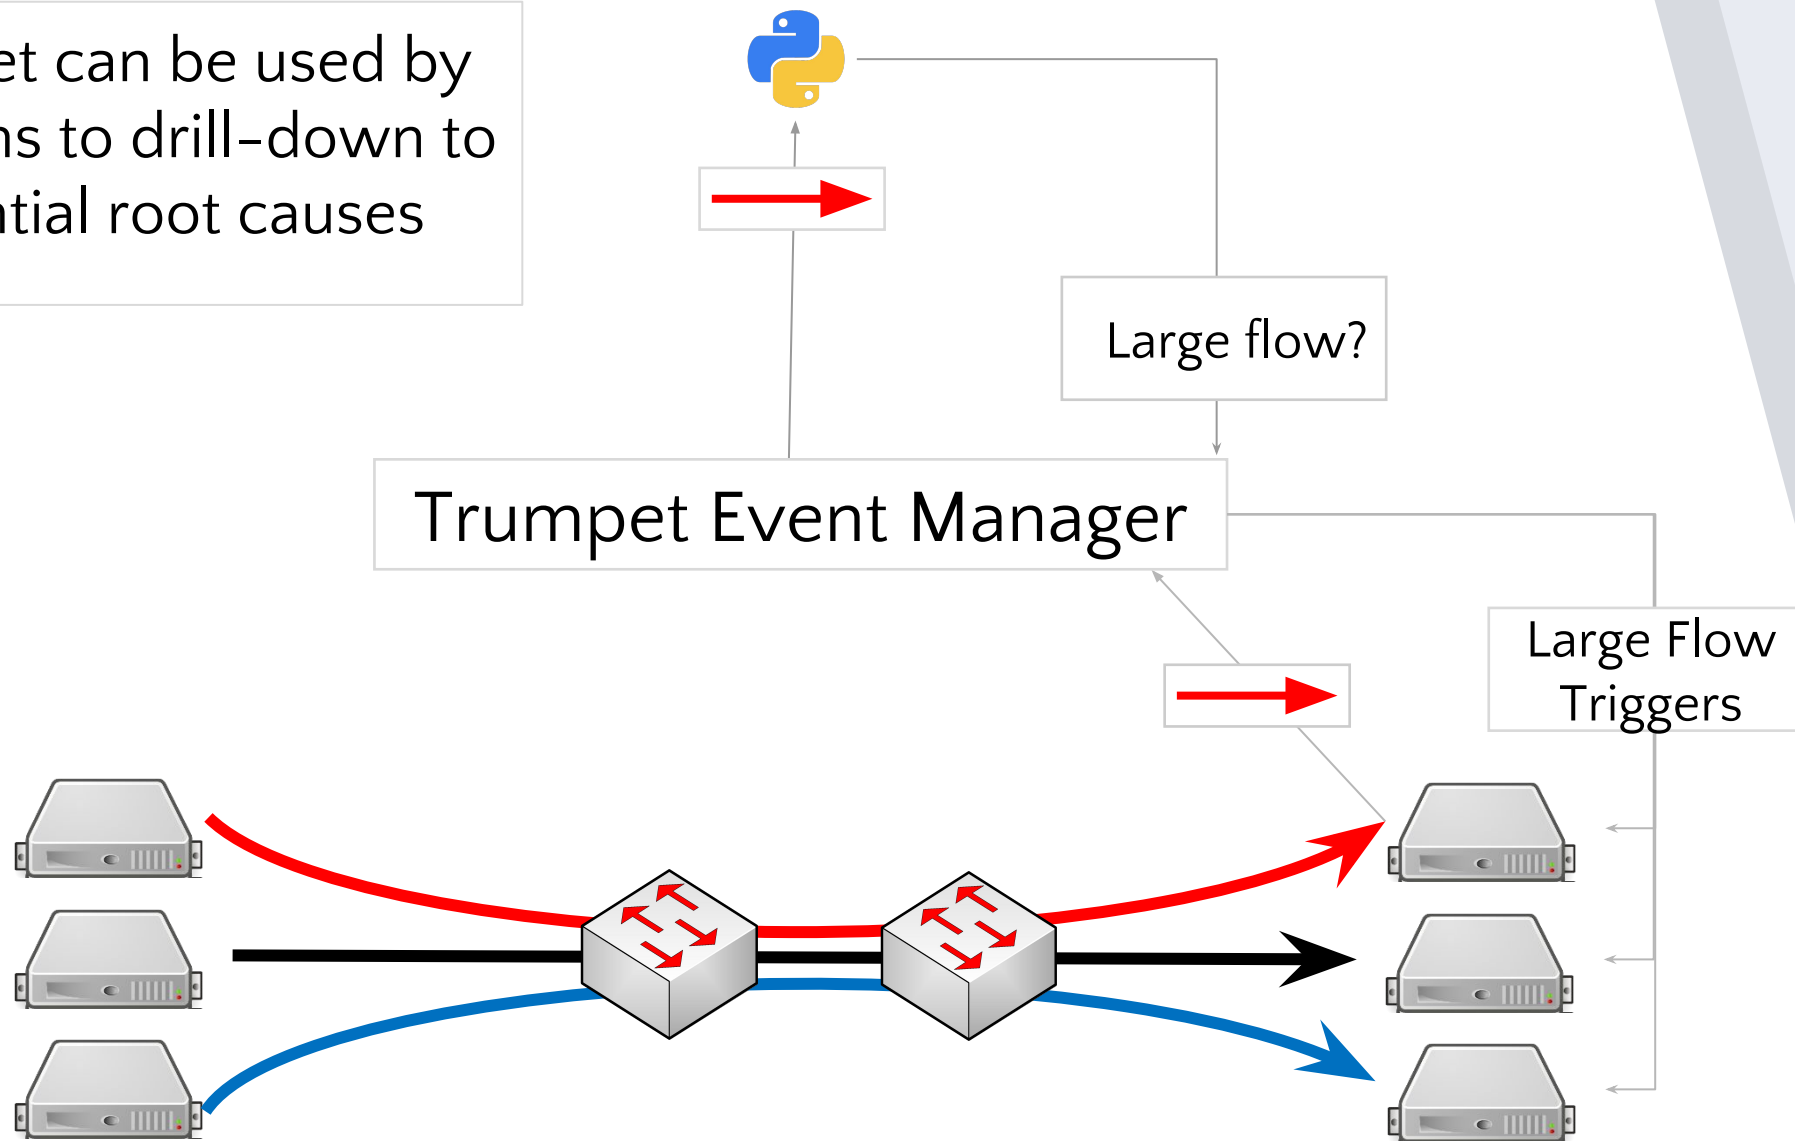 et can be used by
ns to drill-down to
ntial root causes
Large flow?
Trumpet Event Manager
Large Flow
Triggers